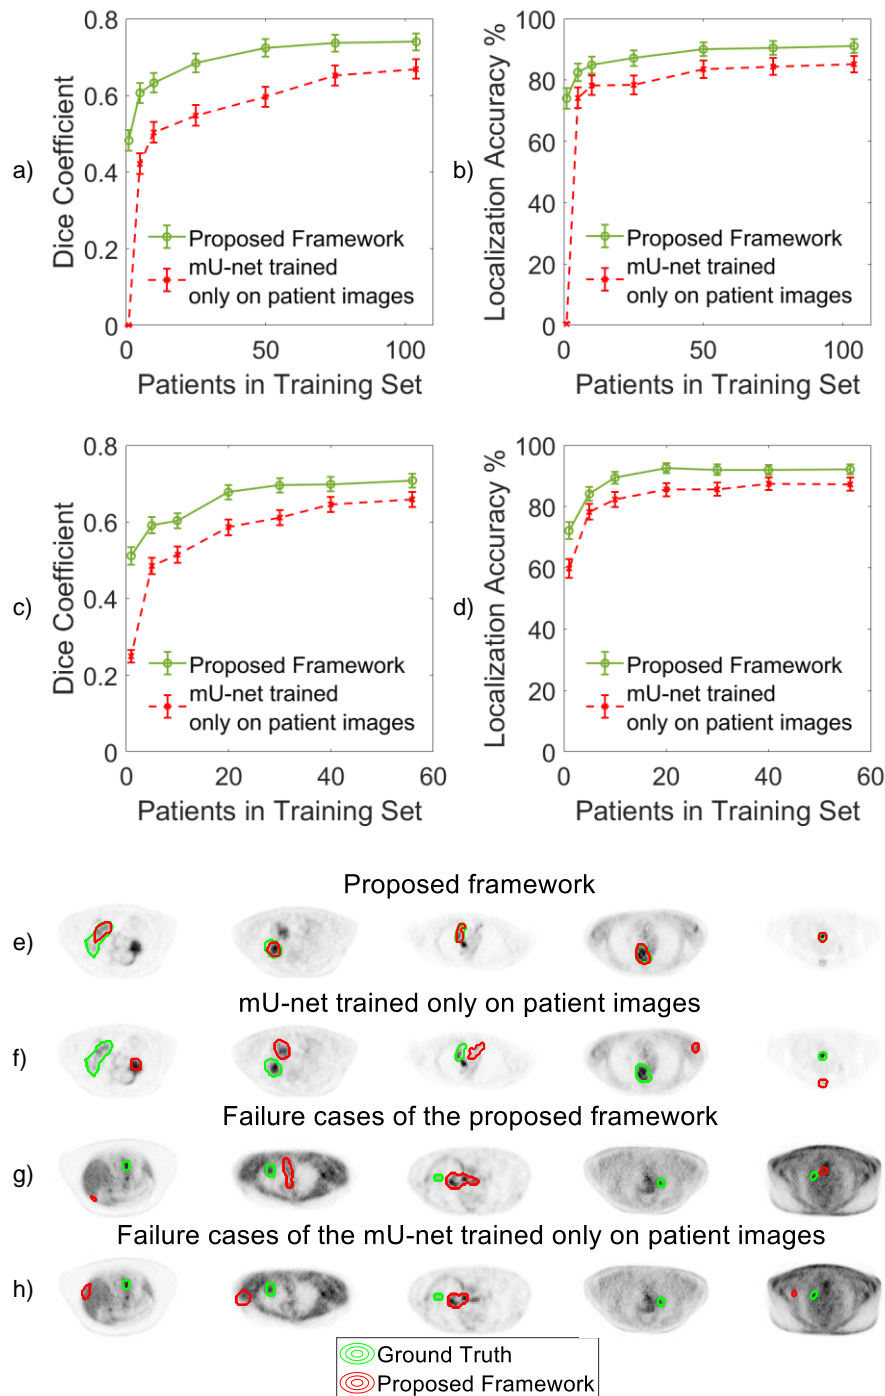 a)
0.8
0.6
0.4
0.2
0
Dice Coefficient
Proposed Framework
mU-net trained
only on patient images
0 50 100
Patients in Training Set
b)
100
80
60
40
20
0
Localization Accuracy %
Proposed Framework
mU-net trained
only on patient images
0 50 100
Patients in Training Set
c)
0.8
0.6
0.4
0.2
0
Dice Coefficient
Proposed Framework
mU-net trained
only on patient images
0 20 40 60
Patients in Training Set
d)
100
80
60
40
20
0
Localization Accuracy %
Proposed Framework
mU-net trained
only on patient images
0 20 40 60
Patients in Training Set
Proposed framework
e)
mU-net trained only on patient images
f)
Failure cases of the proposed framework
g)
Failure cases of the mU-net trained only on patient images
h)
Ground Truth
Proposed Framework